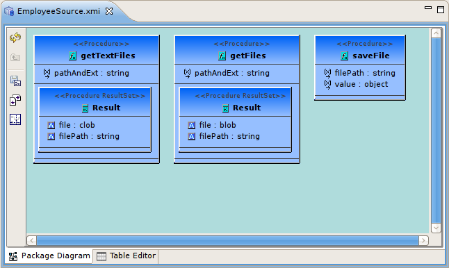 EmployeeSource.xmi
<<Procedure>>
getTextFiles
pathAndExt : string
<<Procedure ResultSet>>
Result
file : clob
filePath : string
<<Procedure>>
getFiles
pathAndExt : string
<<Procedure ResultSet>>
Result
file : blob
filePath : string
<<Procedure>>
saveFile
filePath : string
value : object
Package Diagram
Table Editor